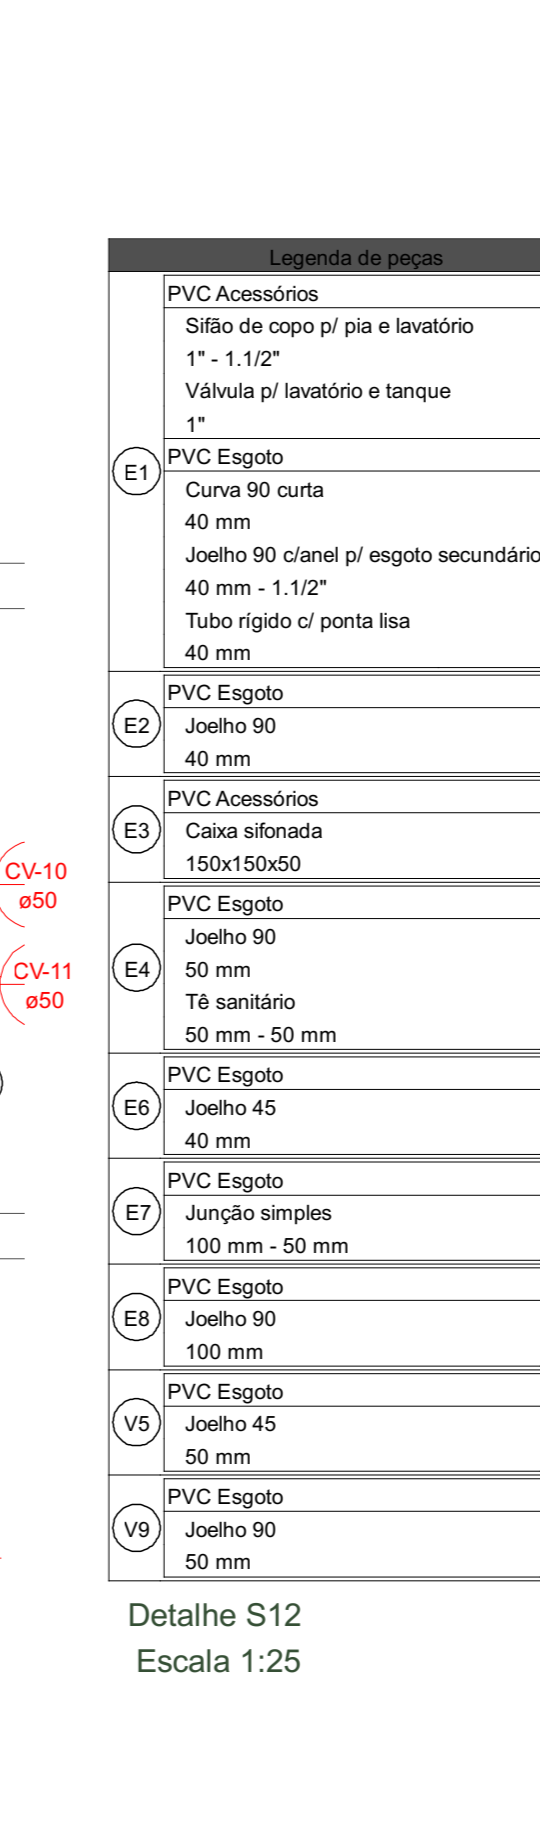 Legenda de peças
E1
PVC Acessórios
Sifão de copo p/ pia e lavatório
1" - 1.1/2"
Válvula p/ lavatório e tanque
1"
PVC Esgoto
Curva 90 curta
40 mm
Joelho 90 c/anel p/ esgoto secundário
40 mm - 1.1/2"
Tubo rígido c/ ponta lisa
40 mm
E2
PVC Esgoto
Joelho 90
40 mm
E3
PVC Acessórios
Caixa sifonada
150x150x50
E4
PVC Esgoto
Joelho 90
50 mm
Tê sanitário
50 mm - 50 mm
E6
PVC Esgoto
Joelho 45
40 mm
E7
PVC Esgoto
Junção simples
100 mm - 50 mm
E8
PVC Esgoto
Joelho 90
100 mm
V5
PVC Esgoto
Joelho 45
50 mm
V9
PVC Esgoto
Joelho 90
50 mm
CV-10
ø50
CV-11
ø50
Detalhe S12
Escala 1:25